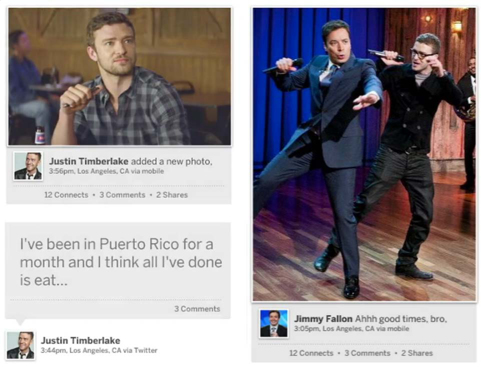 Justin Timberlake added a new photo,
3:56pm, Los Angeles, CA via mobile
12 Connects • 3 Comments • 2 Shares
I've been in Puerto Rico for a
month and I think all I've done
is eat...
3 Comments
Justin Timberlake
3:44pm, Los Angeles, CA via Twitter
Jimmy Fallon Ahhh good times, bro,
3:05pm, Los Angeles, CA via mobile
12 Connects • 3 Comments • 2 Shares